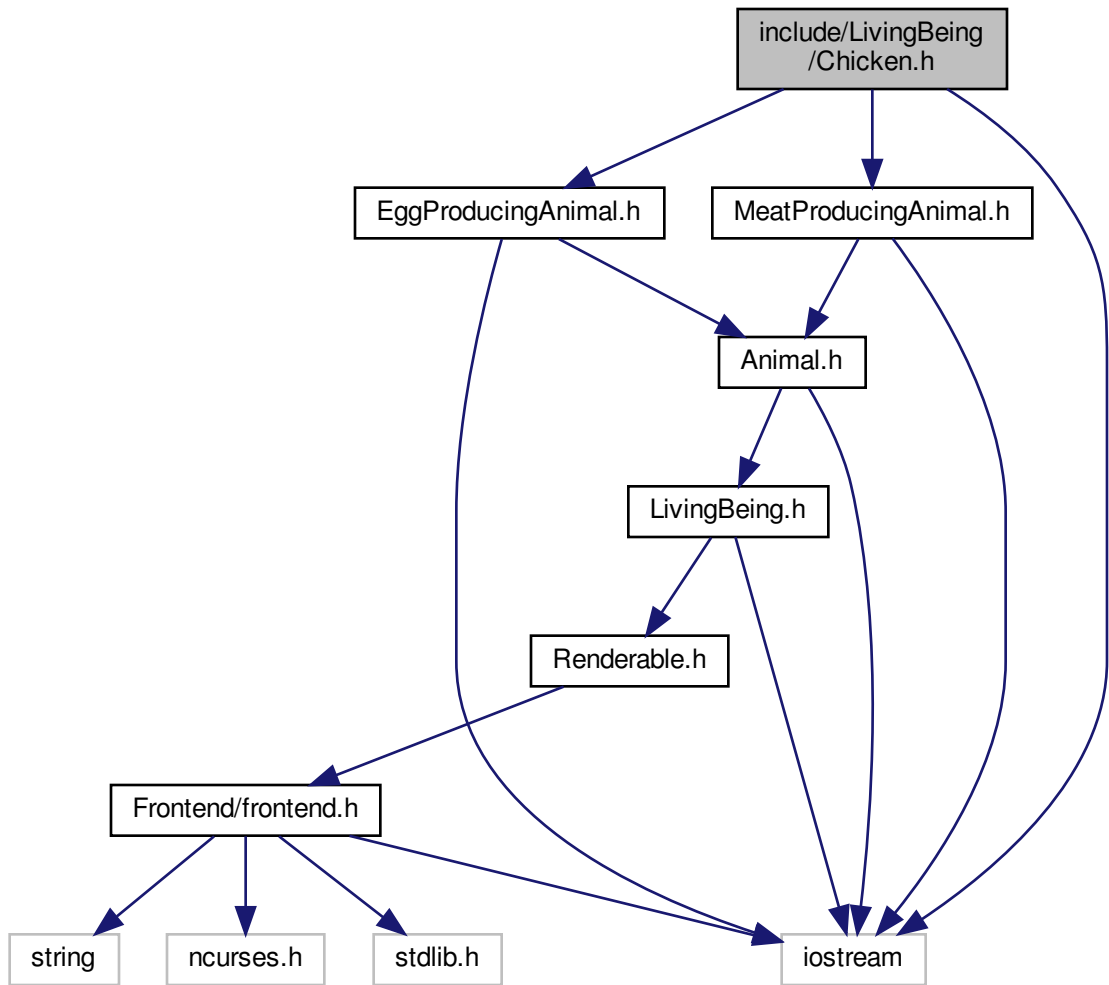 include/LivingBeing
/Chicken.h
EggProducingAnimal.h
MeatProducingAnimal.h
Animal.h
LivingBeing.h
Renderable.h
Frontend/frontend.h
string
ncurses.h
stdlib.h
iostream